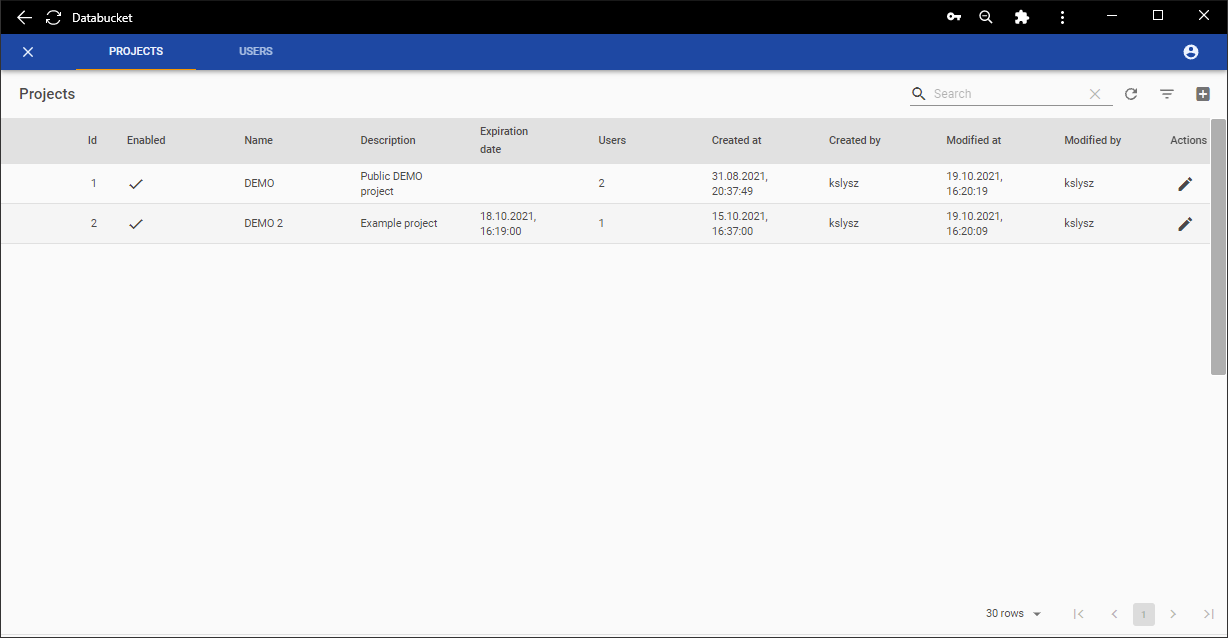 Databucket
PROJECTS USERS
Projects Search
Id Enabled Name Description Expiration date Users Created at Created by Modified at Modified by Actions
1 DEMO Public DEMO project 2 31.08.2021, 20:37:49 kslysz 19.10.2021, 16:20:19 kslysz
2 DEMO 2 Example project 18.10.2021, 16:19:00 1 15.10.2021, 16:37:00 kslysz 19.10.2021, 16:20:09 kslysz
30 rows 1